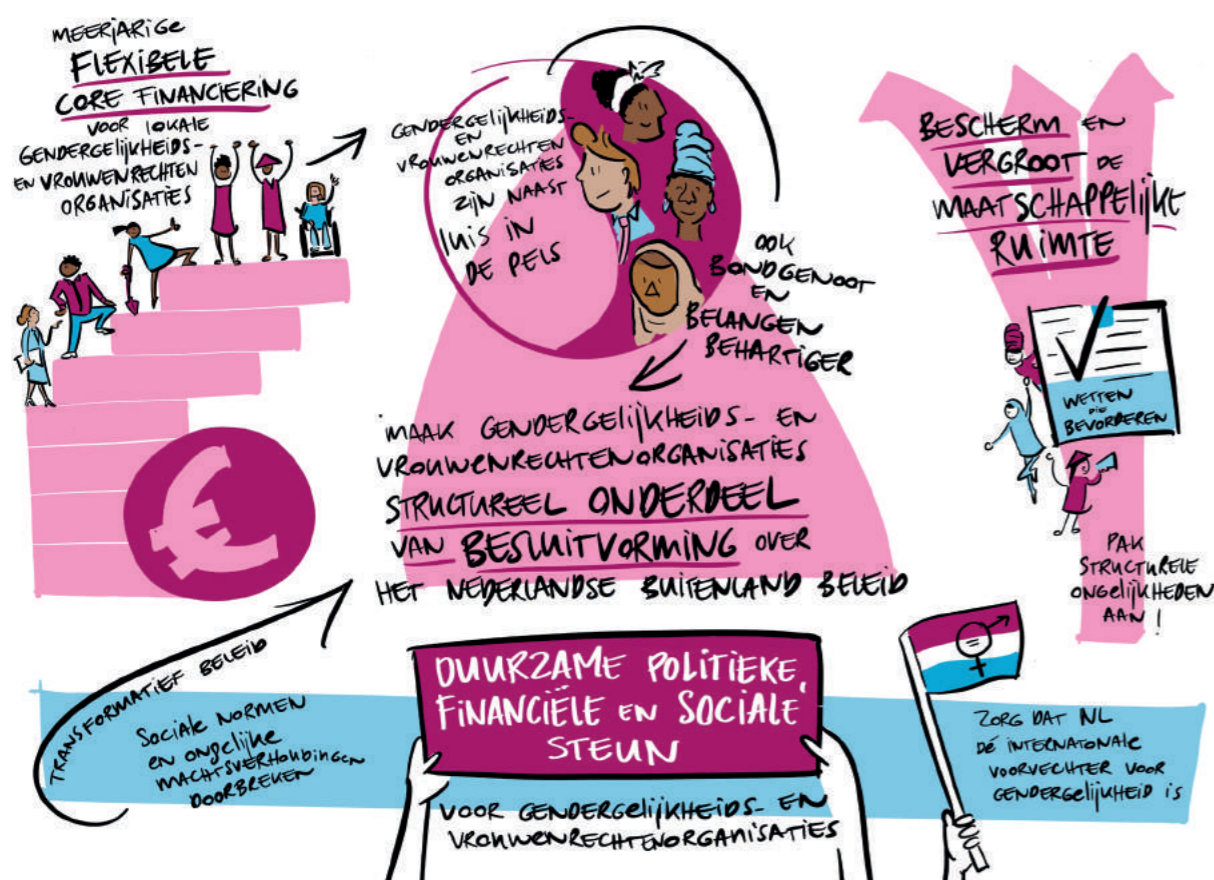 MEERJARIGE
FLEXIBELE
CORE FINANCIERING
VOOR LOKALE
GENDERGELIJKHEIDS-
EN VROUWENRECHTEN
ORGANISATIES
GENDERGELIJKHEIDS-
EN
VROUWENRECHTEN
ORGANISATIES
ZIJN NAAST
LUIS IN
DE PELS
OOK
BONDGENOOT
EN
BELANGEN
BEHARTIGER
MAAK GENDERGELIJKHEIDS- EN
VROUWENRECHTENORGANISATIES
STRUCTUREEL ONDERDEEL
VAN BESLUITVORMING OVER
HET NEDERLANDSE BUITENLAND BELEID
BESCHERM EN
VERGROOT DE
MAATSCHAPPELIJKE
RUIMTE
WETTEN
DIE
BEVORDEREN
PAK
STRUCTURELE
ONGELIJKHEDEN
AAN!
TRANSFORMATIEF BELEID
SOCIALE NORMEN
EN ONGELIJKE
MACHTSVERHOUDINGEN
DOORBREKEN
DUURZAME POLITIEKE,
FINANCIËLE EN SOCIALE
STEUN
VOOR GENDERGELIJKHEIDS- EN
VROUWENRECHTENORGANISATIES
ZORG DAT NL
DÉ INTERNATONALE
VOORVECHTER VOOR
GENDERGELIJKHEID IS